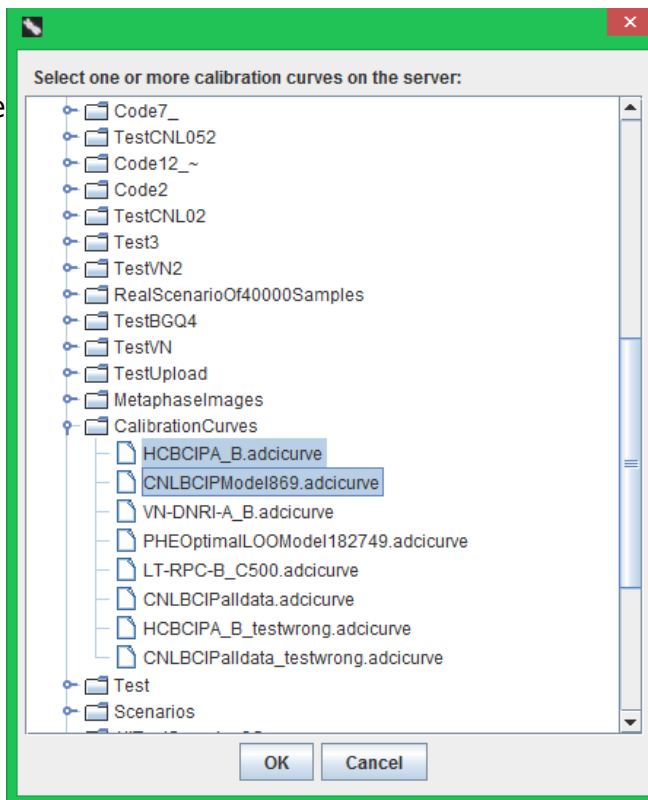 Select one or more calibration curves on the server:
e
Code7_
TestCNL052
Code12_~
Code2
TestCNL02
Test3
TestVN2
RealScenarioOf40000Samples
TestBGQ4
TestVN
TestUpload
MetaphaseImages
CalibrationCurves
HCBCIPA_B.adcicurve
CNLBCIPModel869.adcicurve
VN-DNRI-A_B.adcicurve
PHEOptimalLOOModel182749.adcicurve
LT-RPC-B_C500.adcicurve
CNLBCIPalldata.adcicurve
HCBCIPA_B_testwrong.adcicurve
CNLBCIPalldata_testwrong.adcicurve
Test
Scenarios
OK Cancel